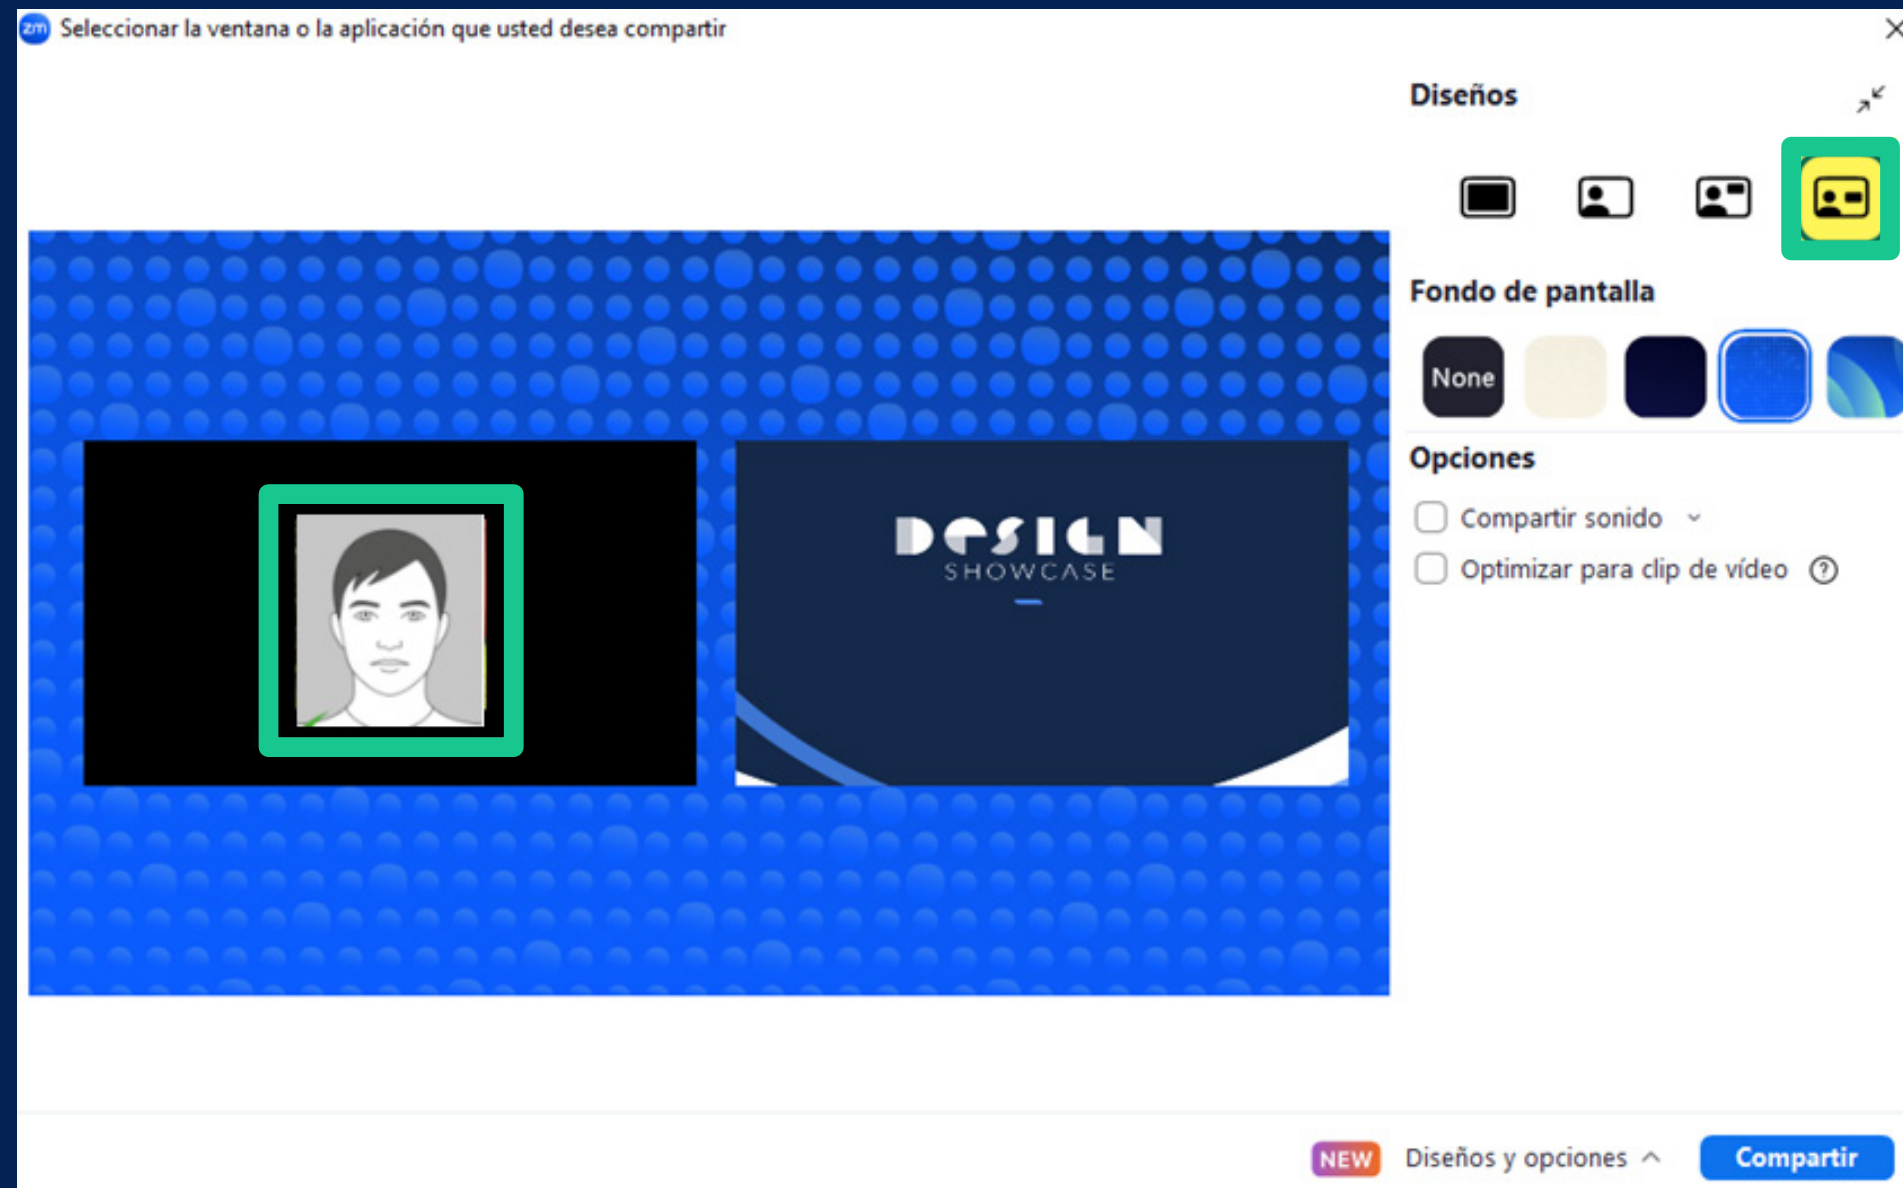 zm Seleccionar la ventana o la aplicación que usted desea compartir
Diseños
Fondo de pantalla
None
Opciones
Compartir sonido
Optimizar para clip de vídeo ?
DESIGN
SHOWCASE
NEW Diseños y opciones Compartir